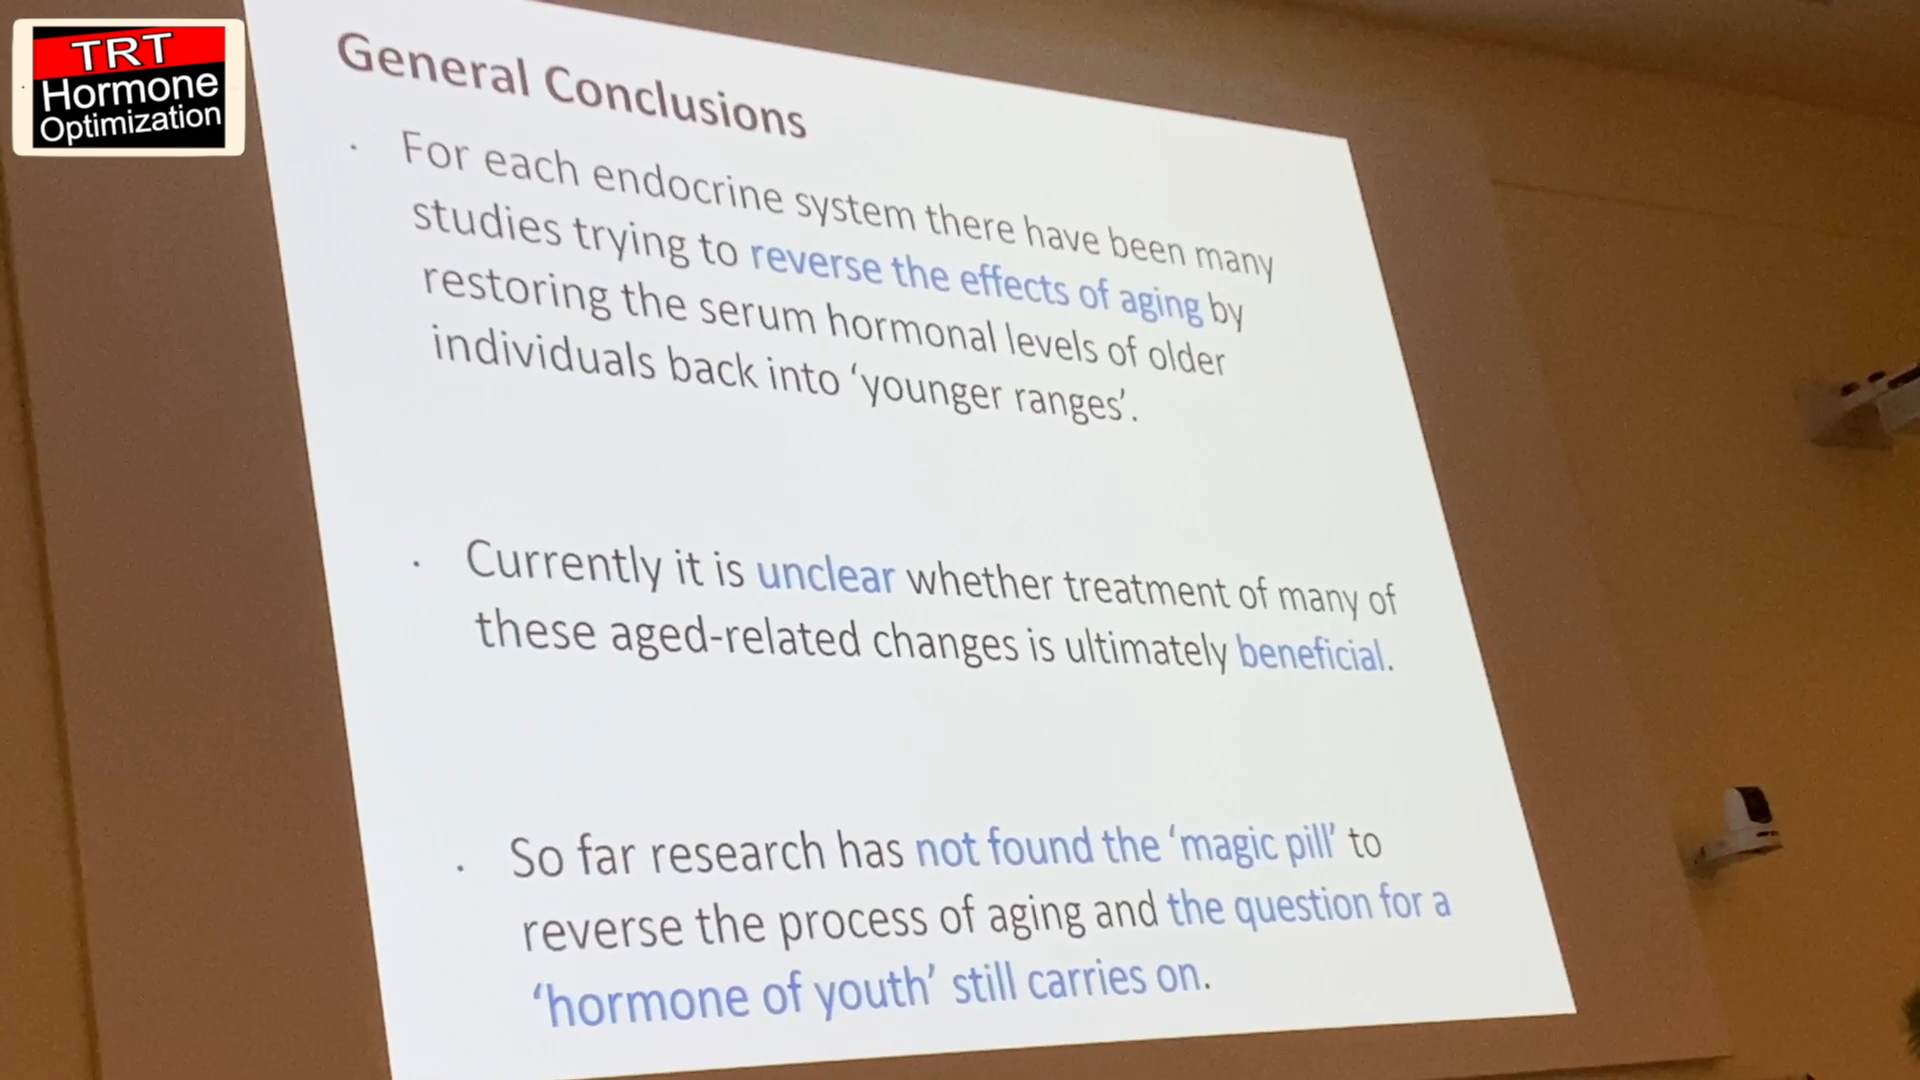 TRT
Hormone
Optimization
General Conclusions
· For each endocrine system there have been many
studies trying to reverse the effects of aging by
restoring the serum hormonal levels of older
individuals back into ‘younger ranges’.
· Currently it is unclear whether treatment of many of
these aged-related changes is ultimately beneficial.
· So far research has not found the ‘magic pill’ to
reverse the process of aging and the question for a
‘hormone of youth’ still carries on.